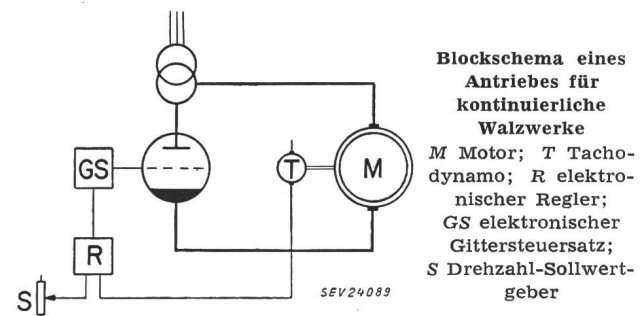 GS
R
S
T
M
SEV24089
Blockschema eines
Antriebes für
kontinuierliche
Walzwerke
M Motor; T Tacho-
dynamo; R elektro-
nischer Regler;
GS elektronischer
Gittersteuersatz;
S Drehzahl-Sollwert-
geber